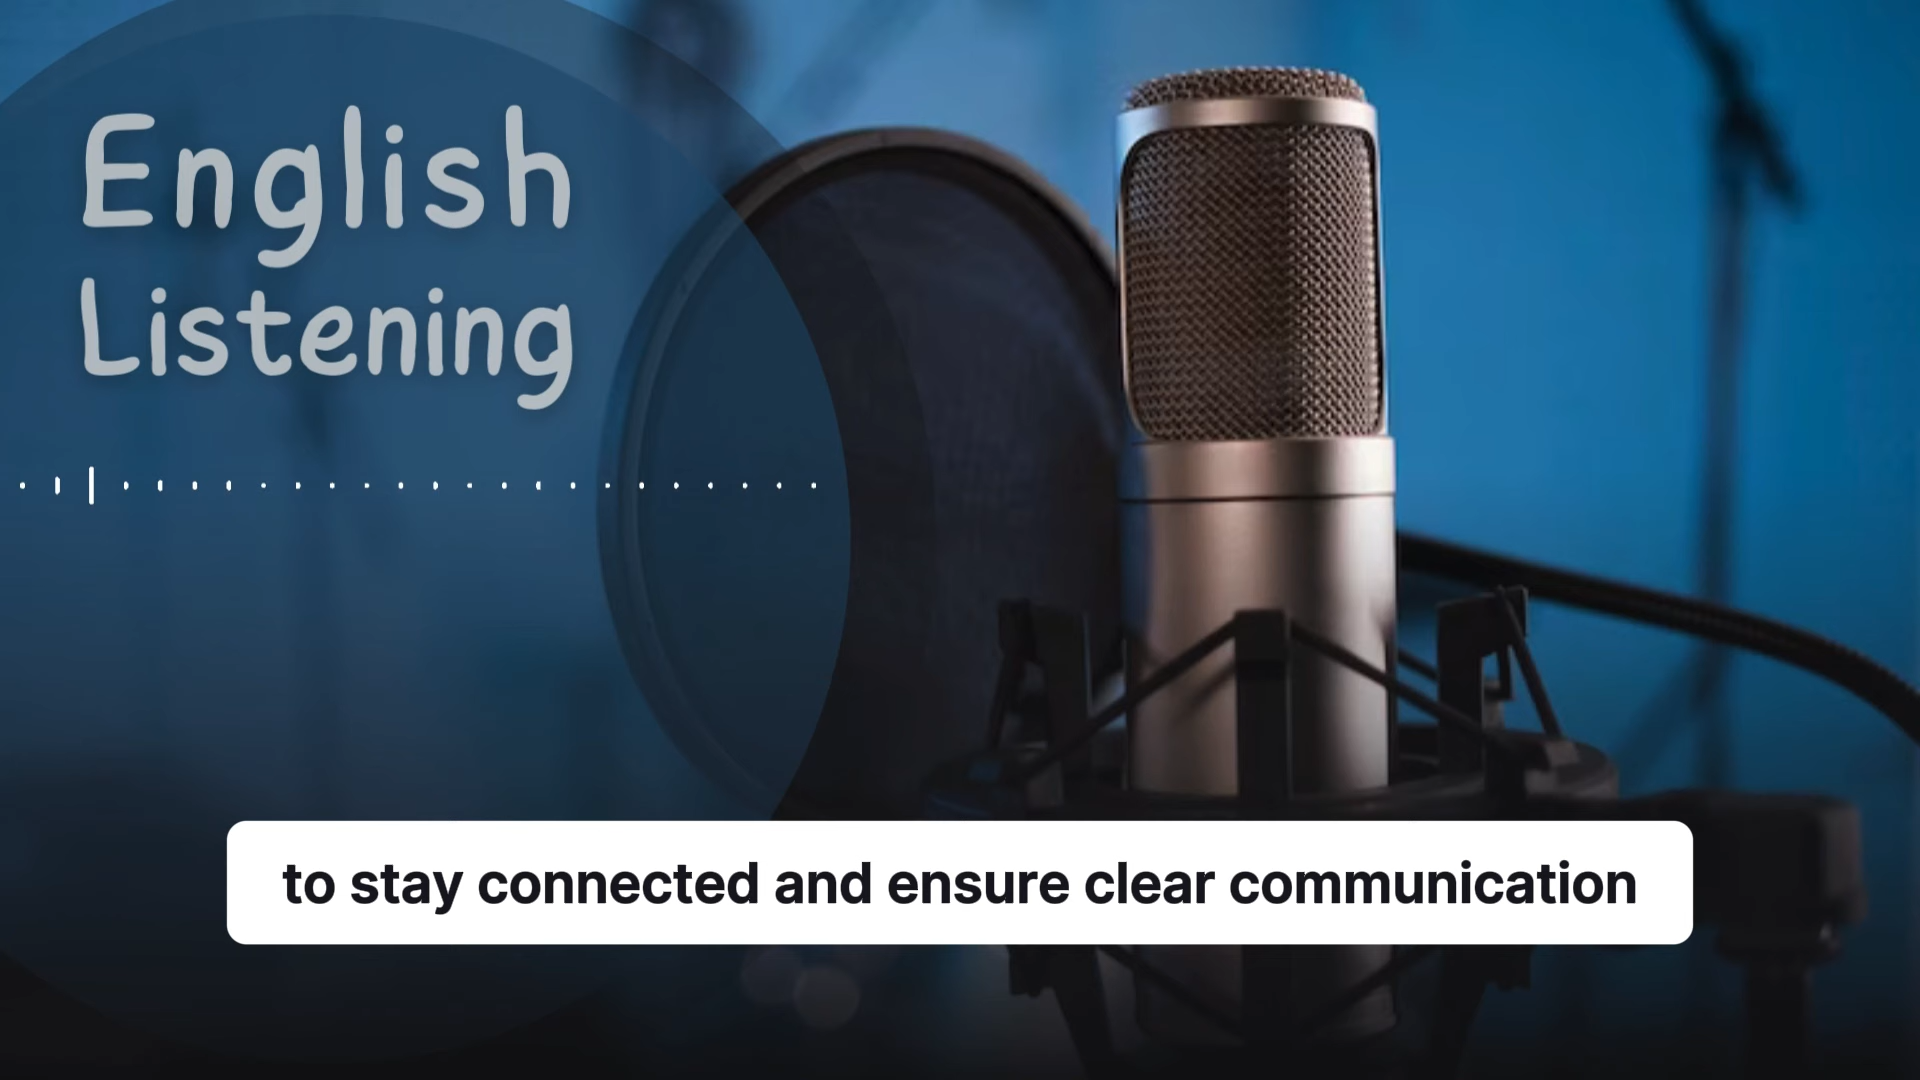 English
Listening
to stay connected and ensure clear communication